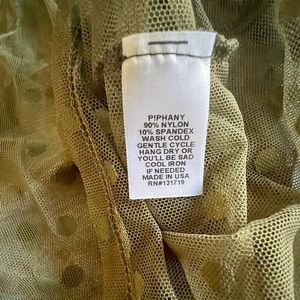 P!PHANY
90% NYLON
10% SPANDEX
WASH COLD
GENTLE CYCLE
HANG DRY OR
YOU'LL BE SAD
COOL IRON
IF NEEDED
MADE IN USA
RN#131719